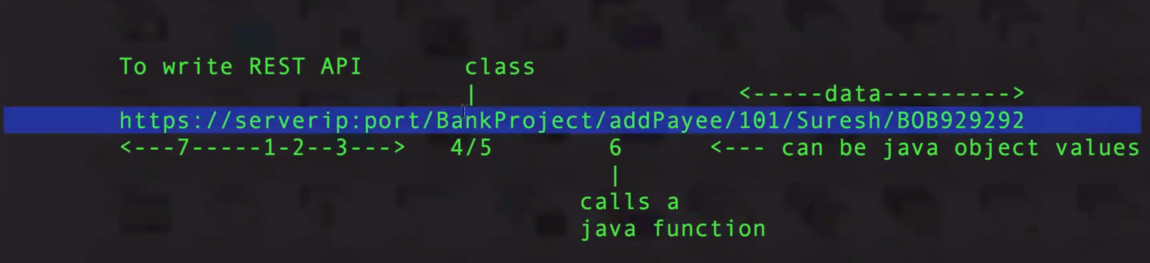 To write REST API class
| <-----data--------->
https://serverip:port/BankProject/addPayee/101/Suresh/BOB929292
<---7-----1-2--3---> 4/5 6 <--- can be java object values
|
calls a
java function